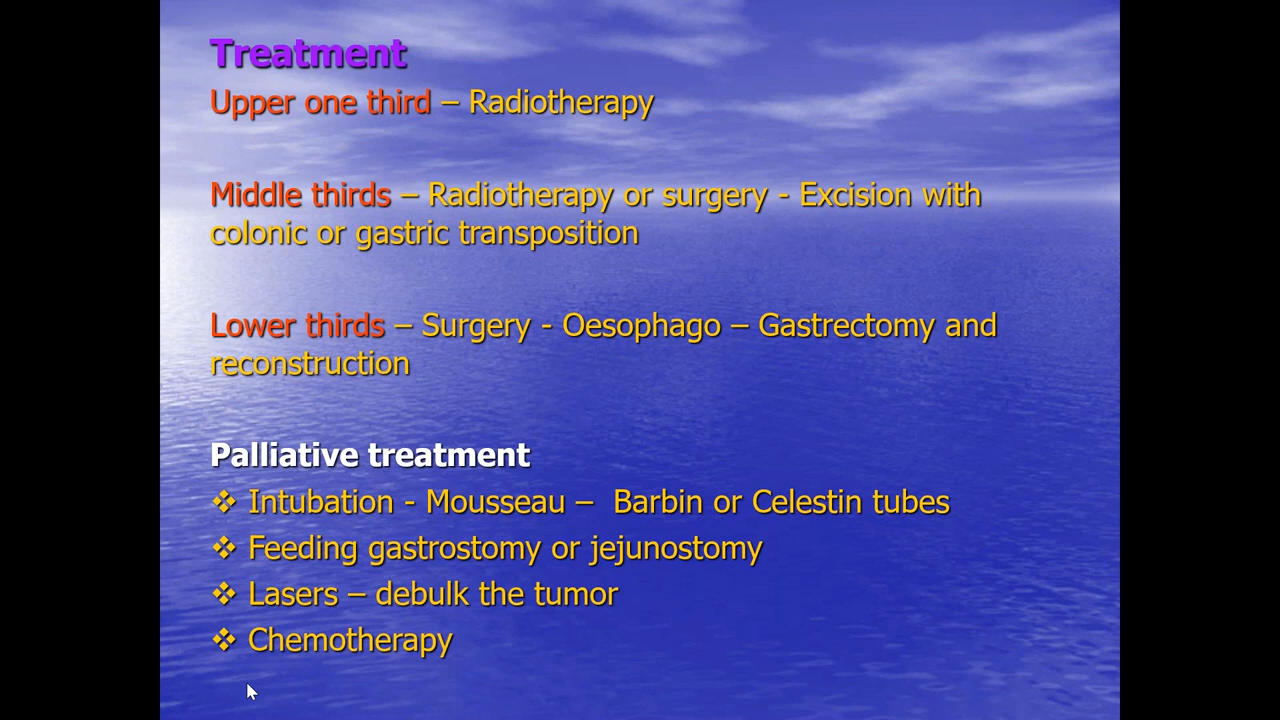 Treatment
Upper one third – Radiotherapy
Middle thirds – Radiotherapy or surgery - Excision with
colonic or gastric transposition
Lower thirds – Surgery - Oesophago – Gastrectomy and
reconstruction
Palliative treatment
❖ Intubation - Mousseau – Barbin or Celestin tubes
❖ Feeding gastrostomy or jejunostomy
❖ Lasers – debulk the tumor
❖ Chemotherapy